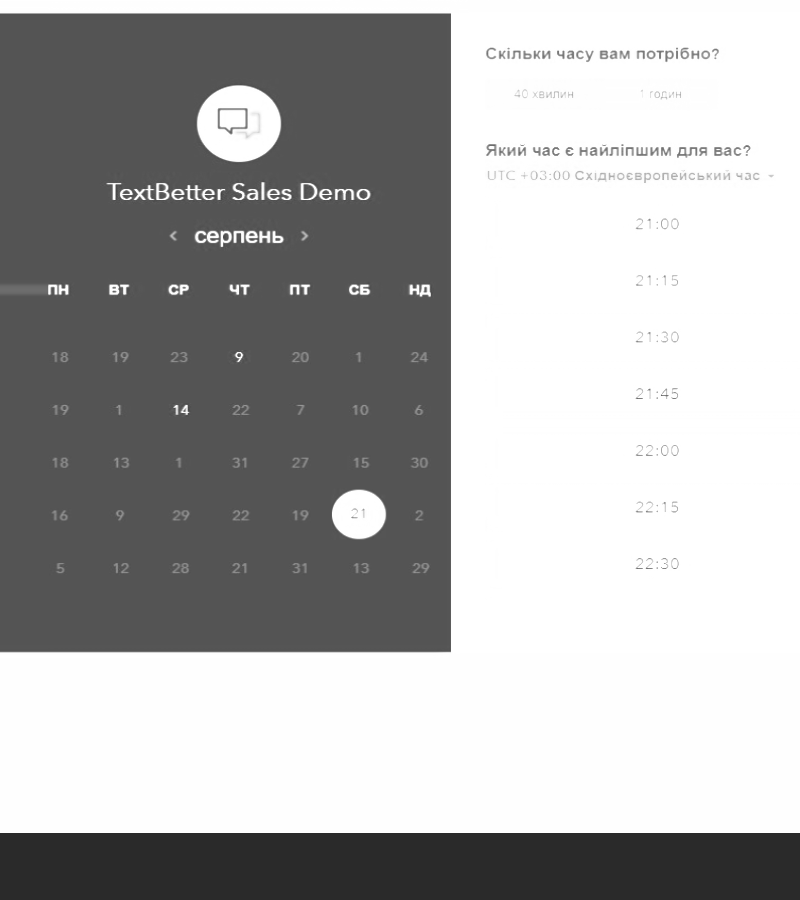 TextBetter Sales Demo
‹ серпень ›
ПН ВТ СР ЧТ ПТ СБ НД
18 19 23 9 20 1 24
19 1 14 22 7 10 6
18 13 1 31 27 15 30
16 9 29 22 19 21 2
5 12 28 21 31 13 29
Скільки часу вам потрібно?
40 хвилин 1 годин
Який час є найліпшим для вас?
UTC +03:00 Східноєвропейський час
21:00
21:15
21:30
21:45
22:00
22:15
22:30